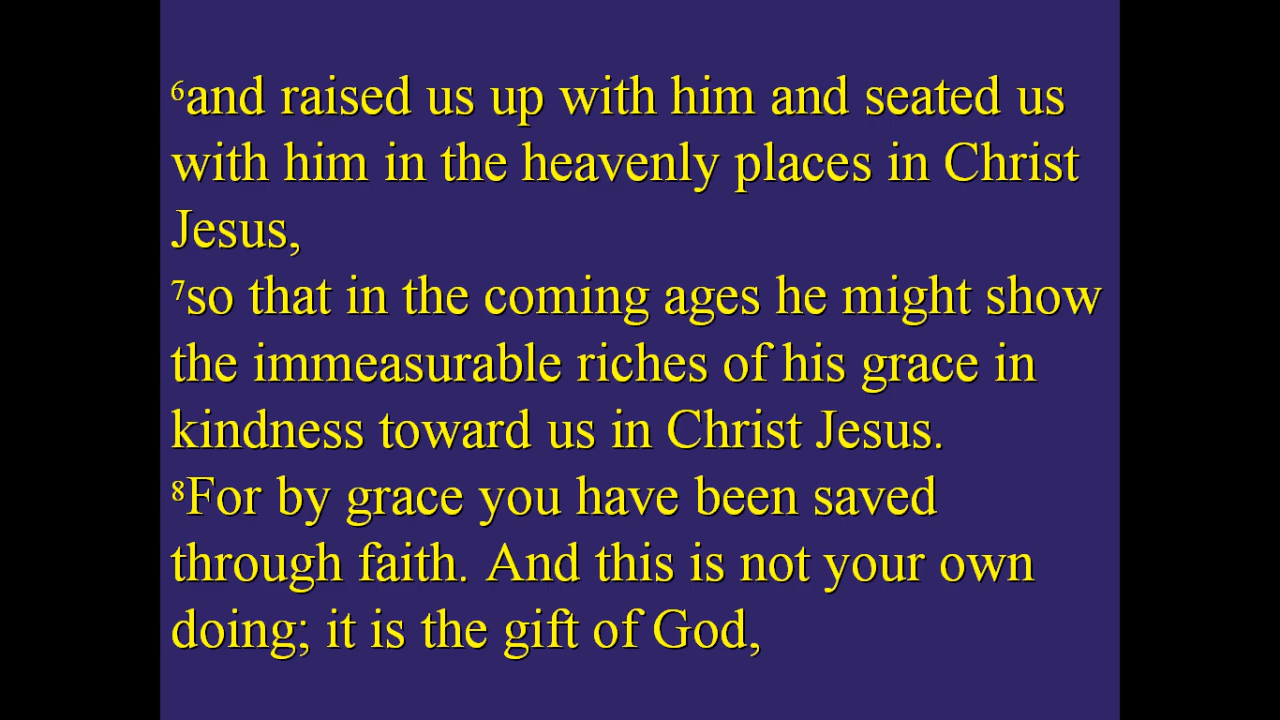 ⁶and raised us up with him and seated us
with him in the heavenly places in Christ
Jesus,
⁷so that in the coming ages he might show
the immeasurable riches of his grace in
kindness toward us in Christ Jesus.
⁸For by grace you have been saved
through faith. And this is not your own
doing; it is the gift of God,